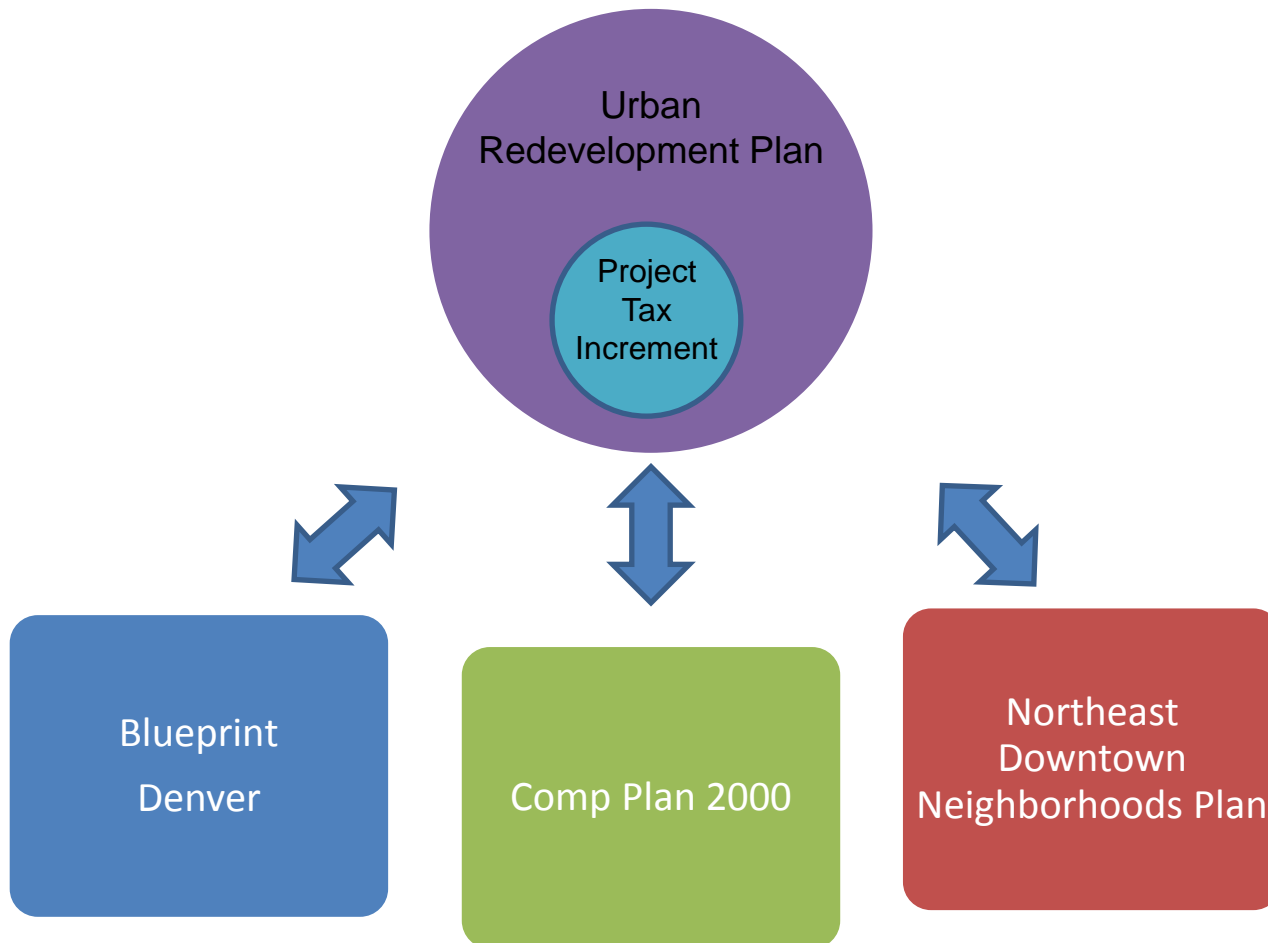 Urban
Redevelopment Plan
Project
Tax
Increment
Blueprint
Denver
Comp Plan 2000
Northeast
Downtown
Neighborhoods Plan